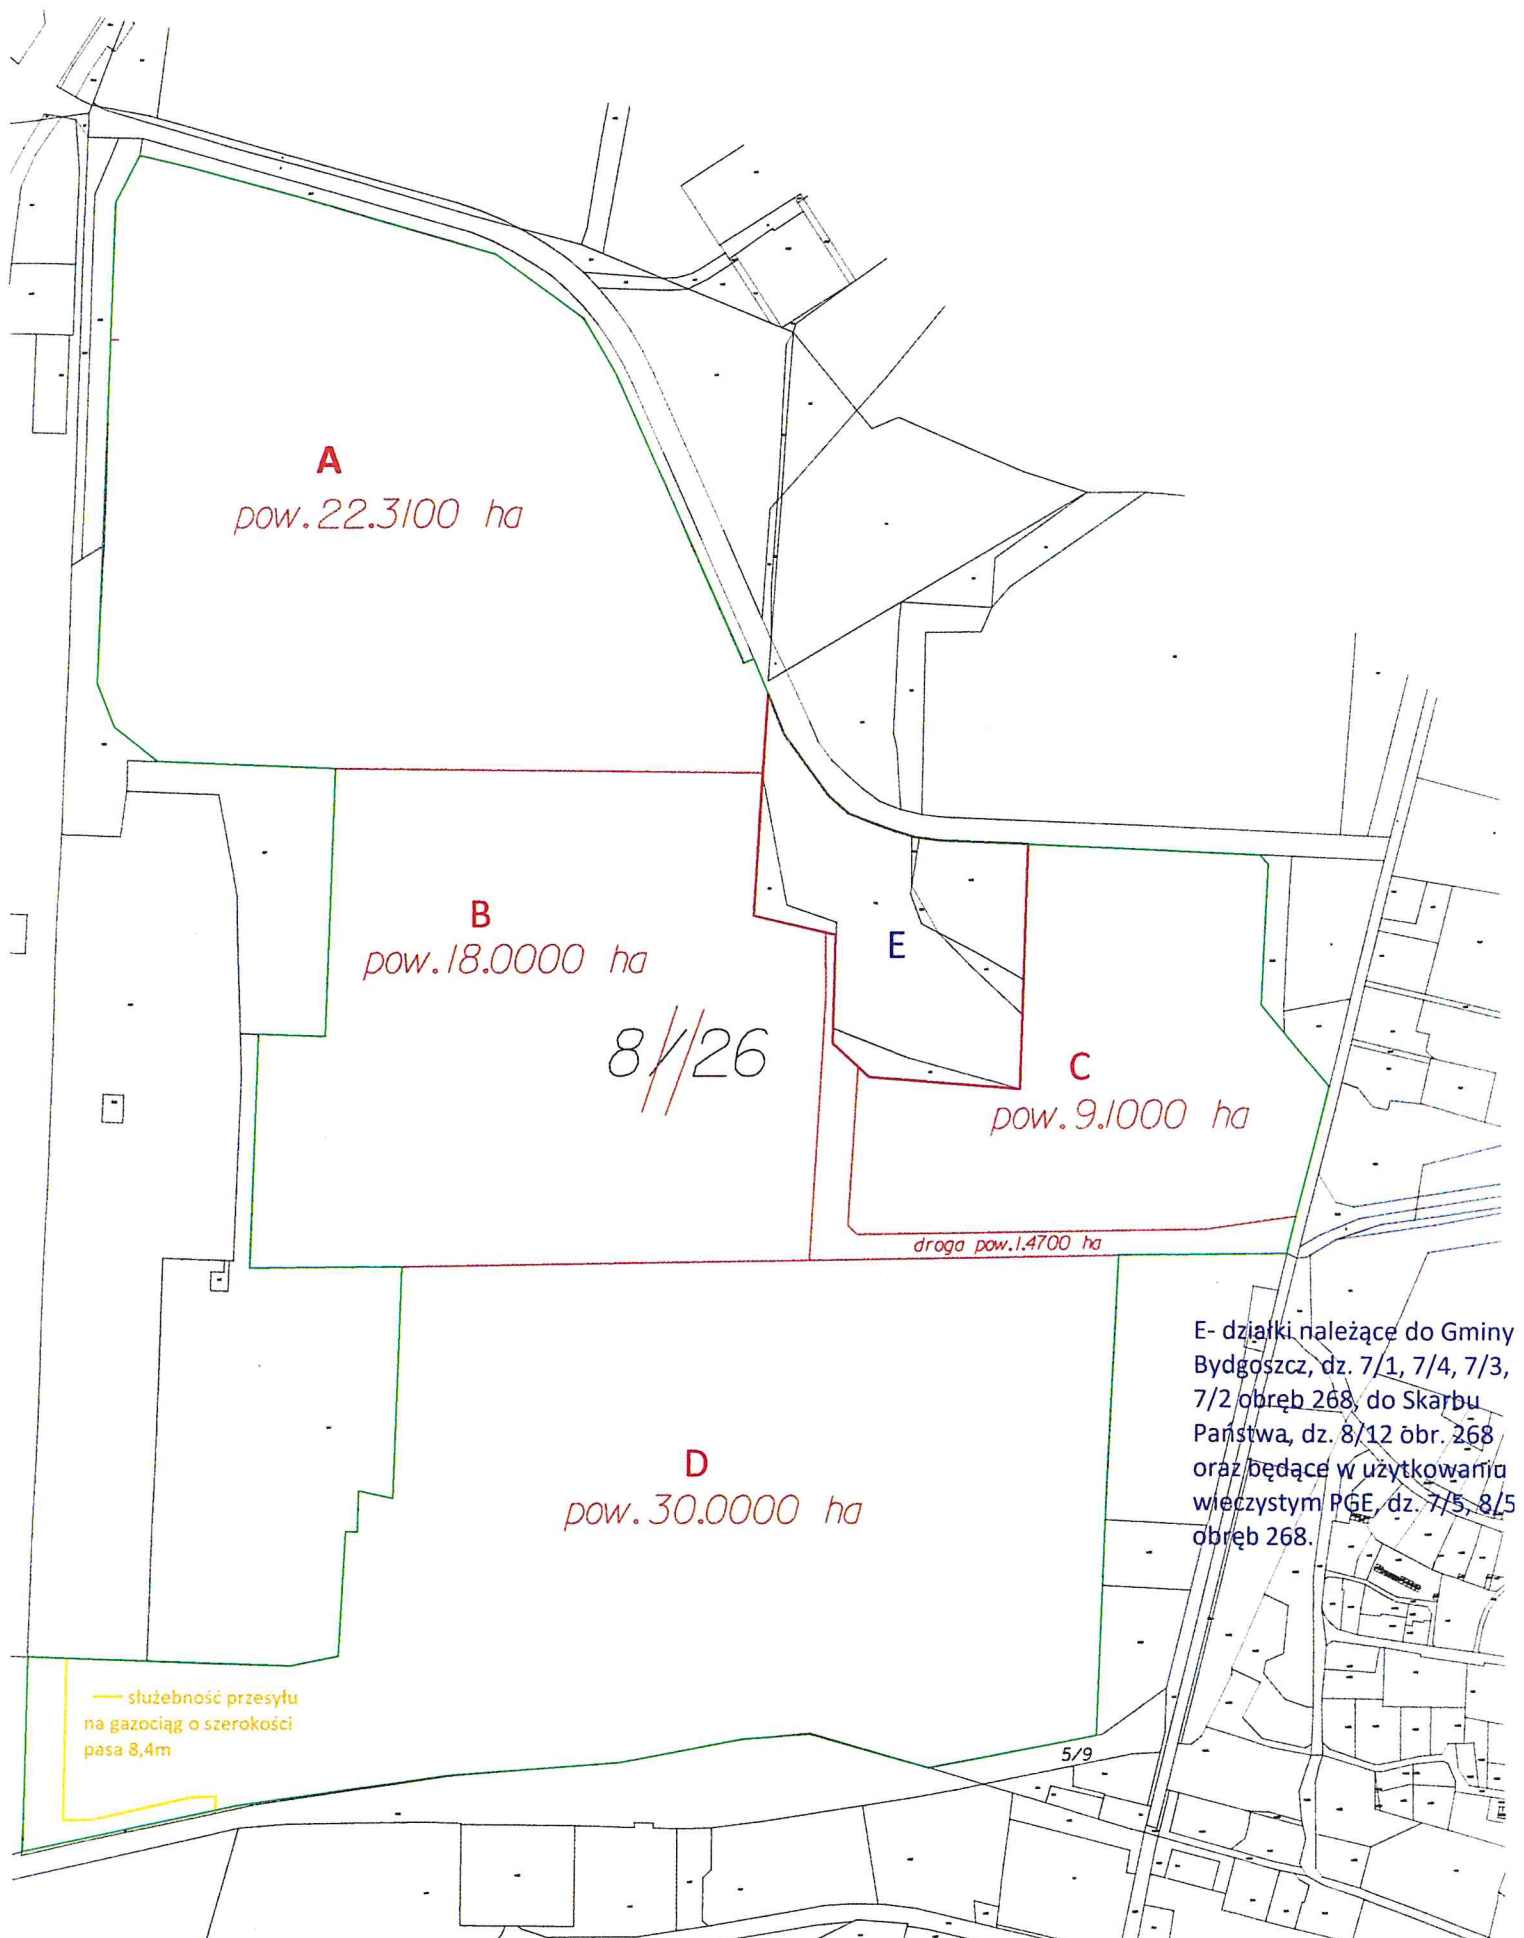 A
pow. 22.3100 ha
B
pow. 18.0000 ha
E
8//26
C
pow. 9.1000 ha
droga pow. 1.4700 ha
E- działki należące do Gminy
Bydgoszcz, dz. 7/1, 7/4, 7/3,
7/2 obręb 268, do Skarbu
Państwa, dz. 8/12 obr. 268
oraz będące w użytkowaniu
wieczystym PGE, dz. 7/5, 8/5
obręb 268.
D
pow. 30.0000 ha
służebność przesyłu
na gazociąg o szerokości
pasa 8,4m
5/9